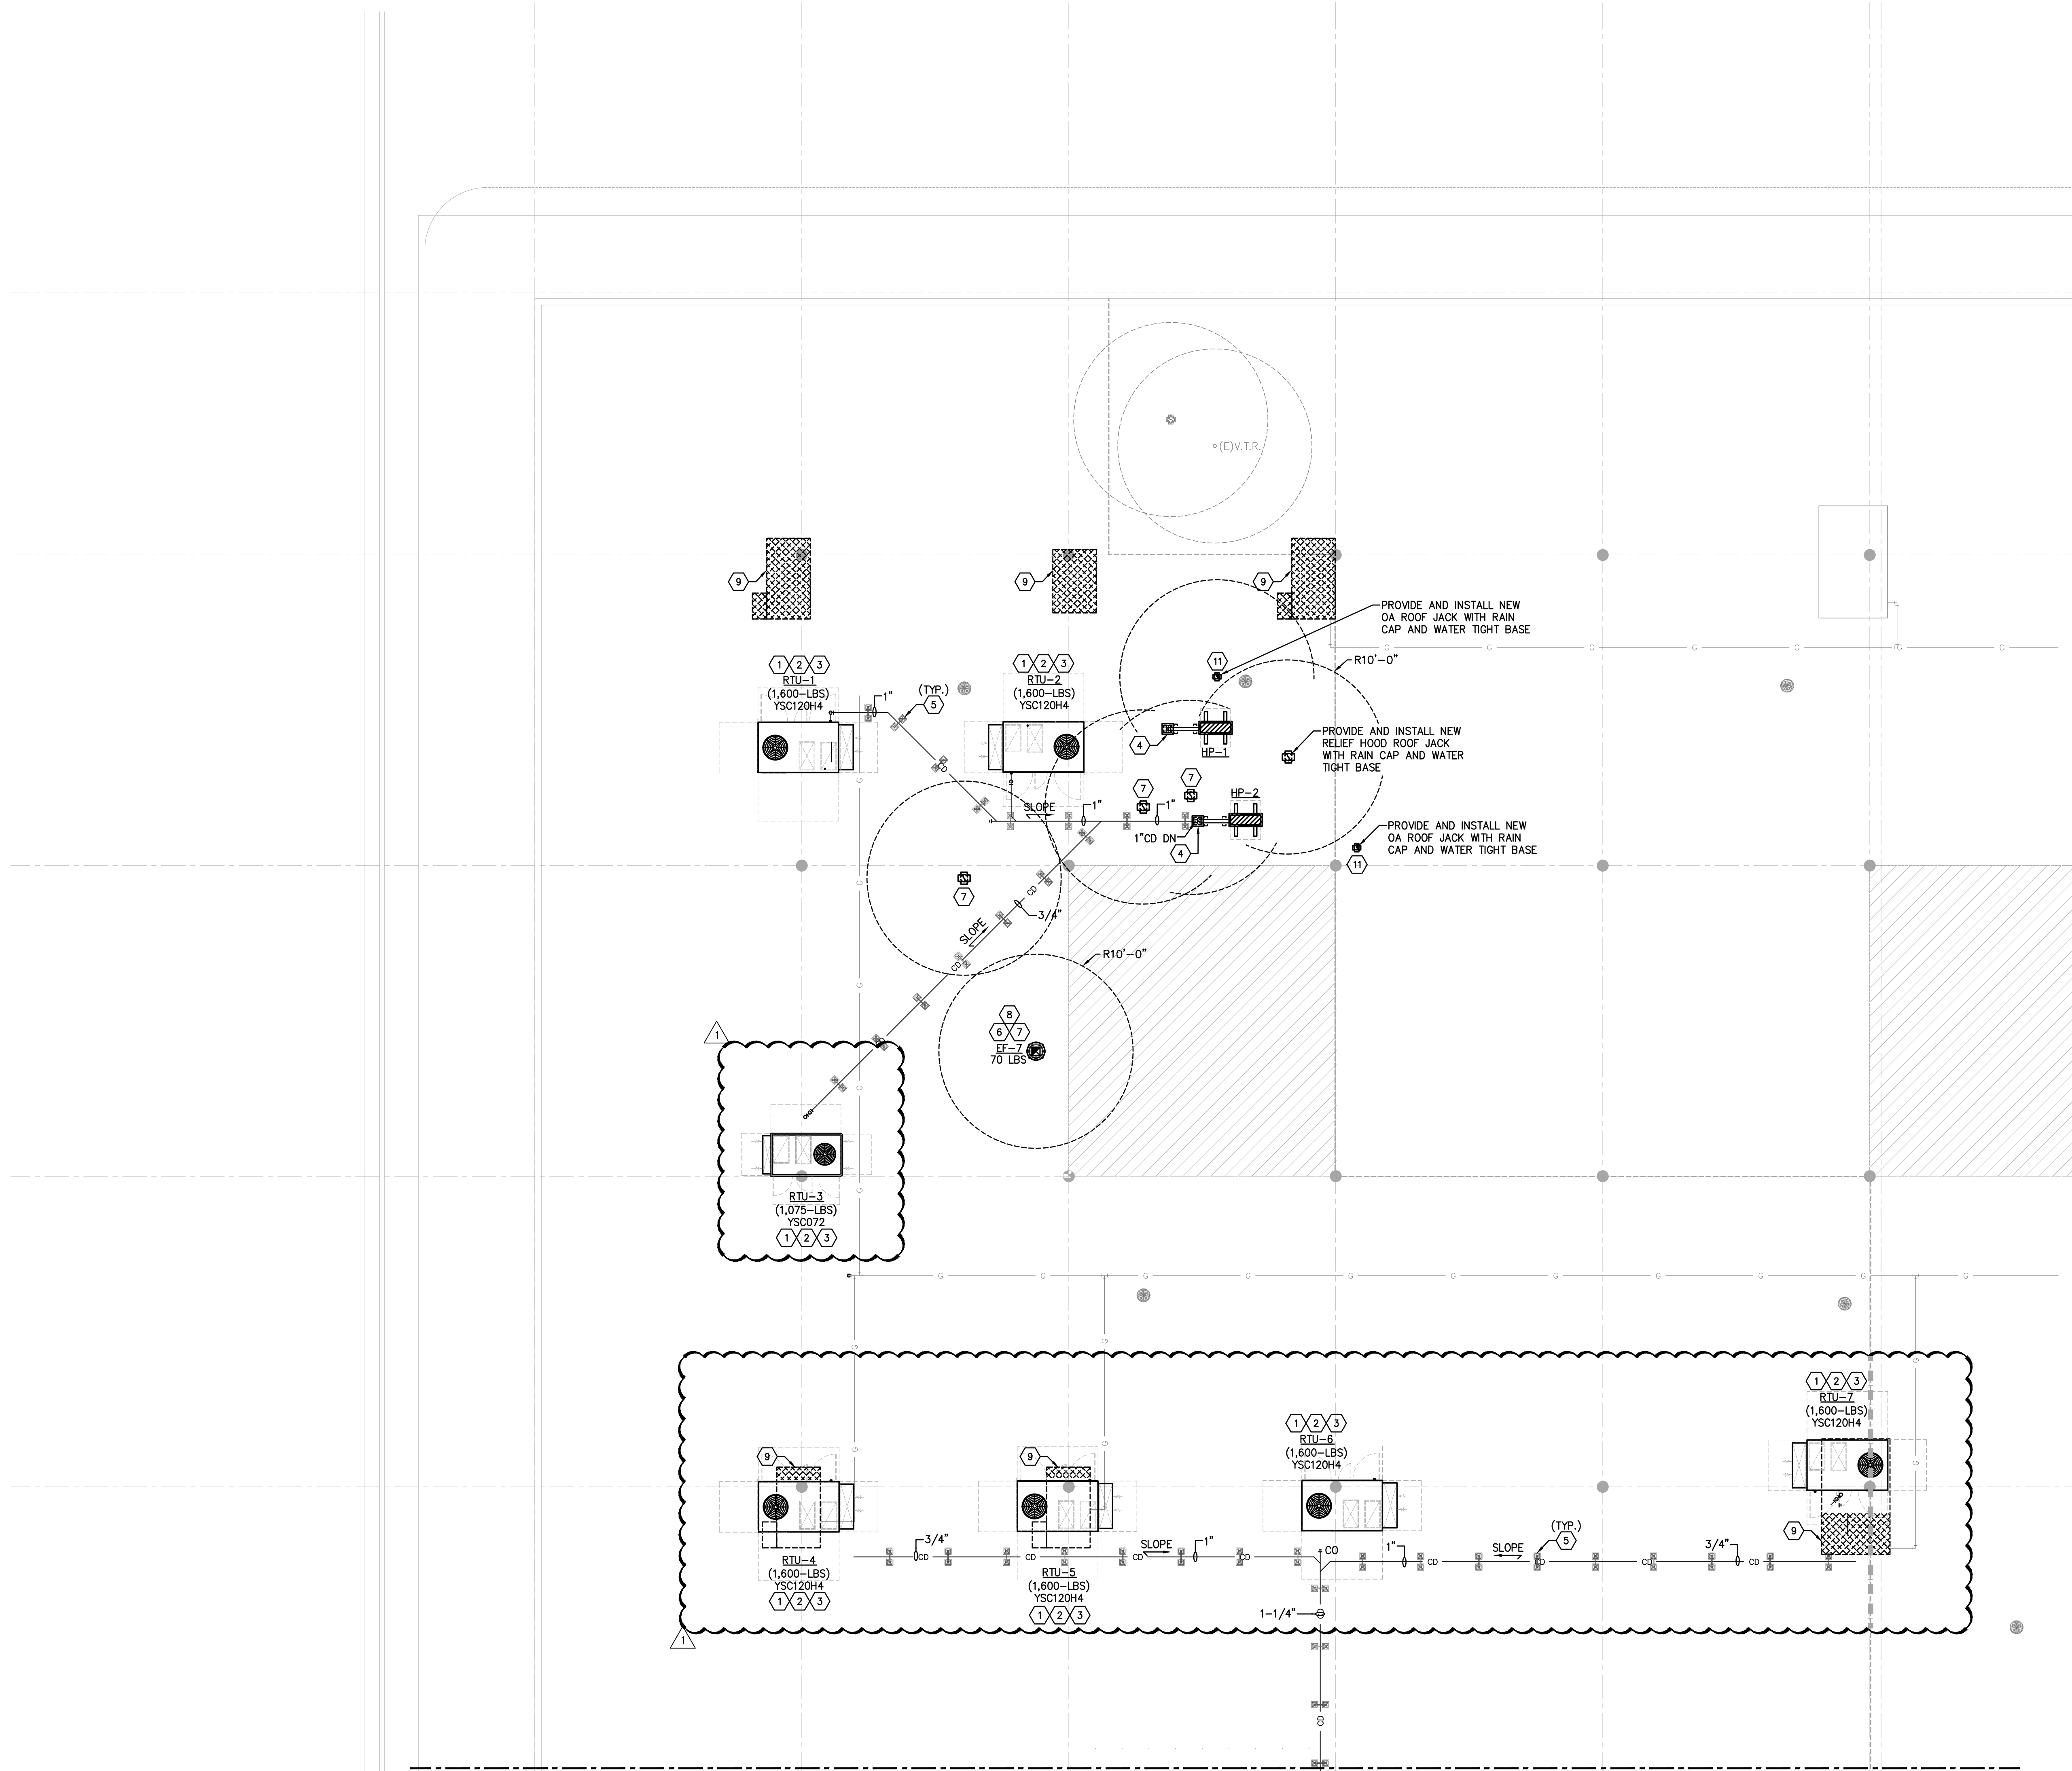 (E)V.T.R.
9
9
9
PROVIDE AND INSTALL NEW
OA ROOF JACK WITH RAIN
CAP AND WATER TIGHT BASE
G G G G G G
1 2 3
RTU-1
(1,600-LBS)
YSC120H4
1"
(TYP.)
5
1 2 3
RTU-2
(1,600-LBS)
YSC120H4
11
R10'-0"
4
HP-1
PROVIDE AND INSTALL NEW
RELIEF HOOD ROOF JACK
WITH RAIN CAP AND WATER
TIGHT BASE
CD
G
7
7
HP-2
SLOPE
1"
1"
1"CD DN
4
PROVIDE AND INSTALL NEW
OA ROOF JACK WITH RAIN
CAP AND WATER TIGHT BASE
11
G
7
CD
3/4"
SLOPE
CD
R10'-0"
G
8
6 7
EF-7
70 LBS
1
CD
G
RTU-3
(1,075-LBS)
YSC072
1 2 3
G
G G G G G G G G G G G
G
G
G
1 2 3
RTU-7
(1,600-LBS)
YSC120H4
1 2 3
RTU-6
(1,600-LBS)
YSC120H4
9
9
G
9
3/4"
CD CD CD
SLOPE
1"
CD
CO
1"
CD
SLOPE
(TYP.)
5
CD CD
3/4"
CD
RTU-4
(1,600-LBS)
YSC120H4
1 2 3
RTU-5
(1,600-LBS)
YSC120H4
1 2 3
1-1/4"
1
CD